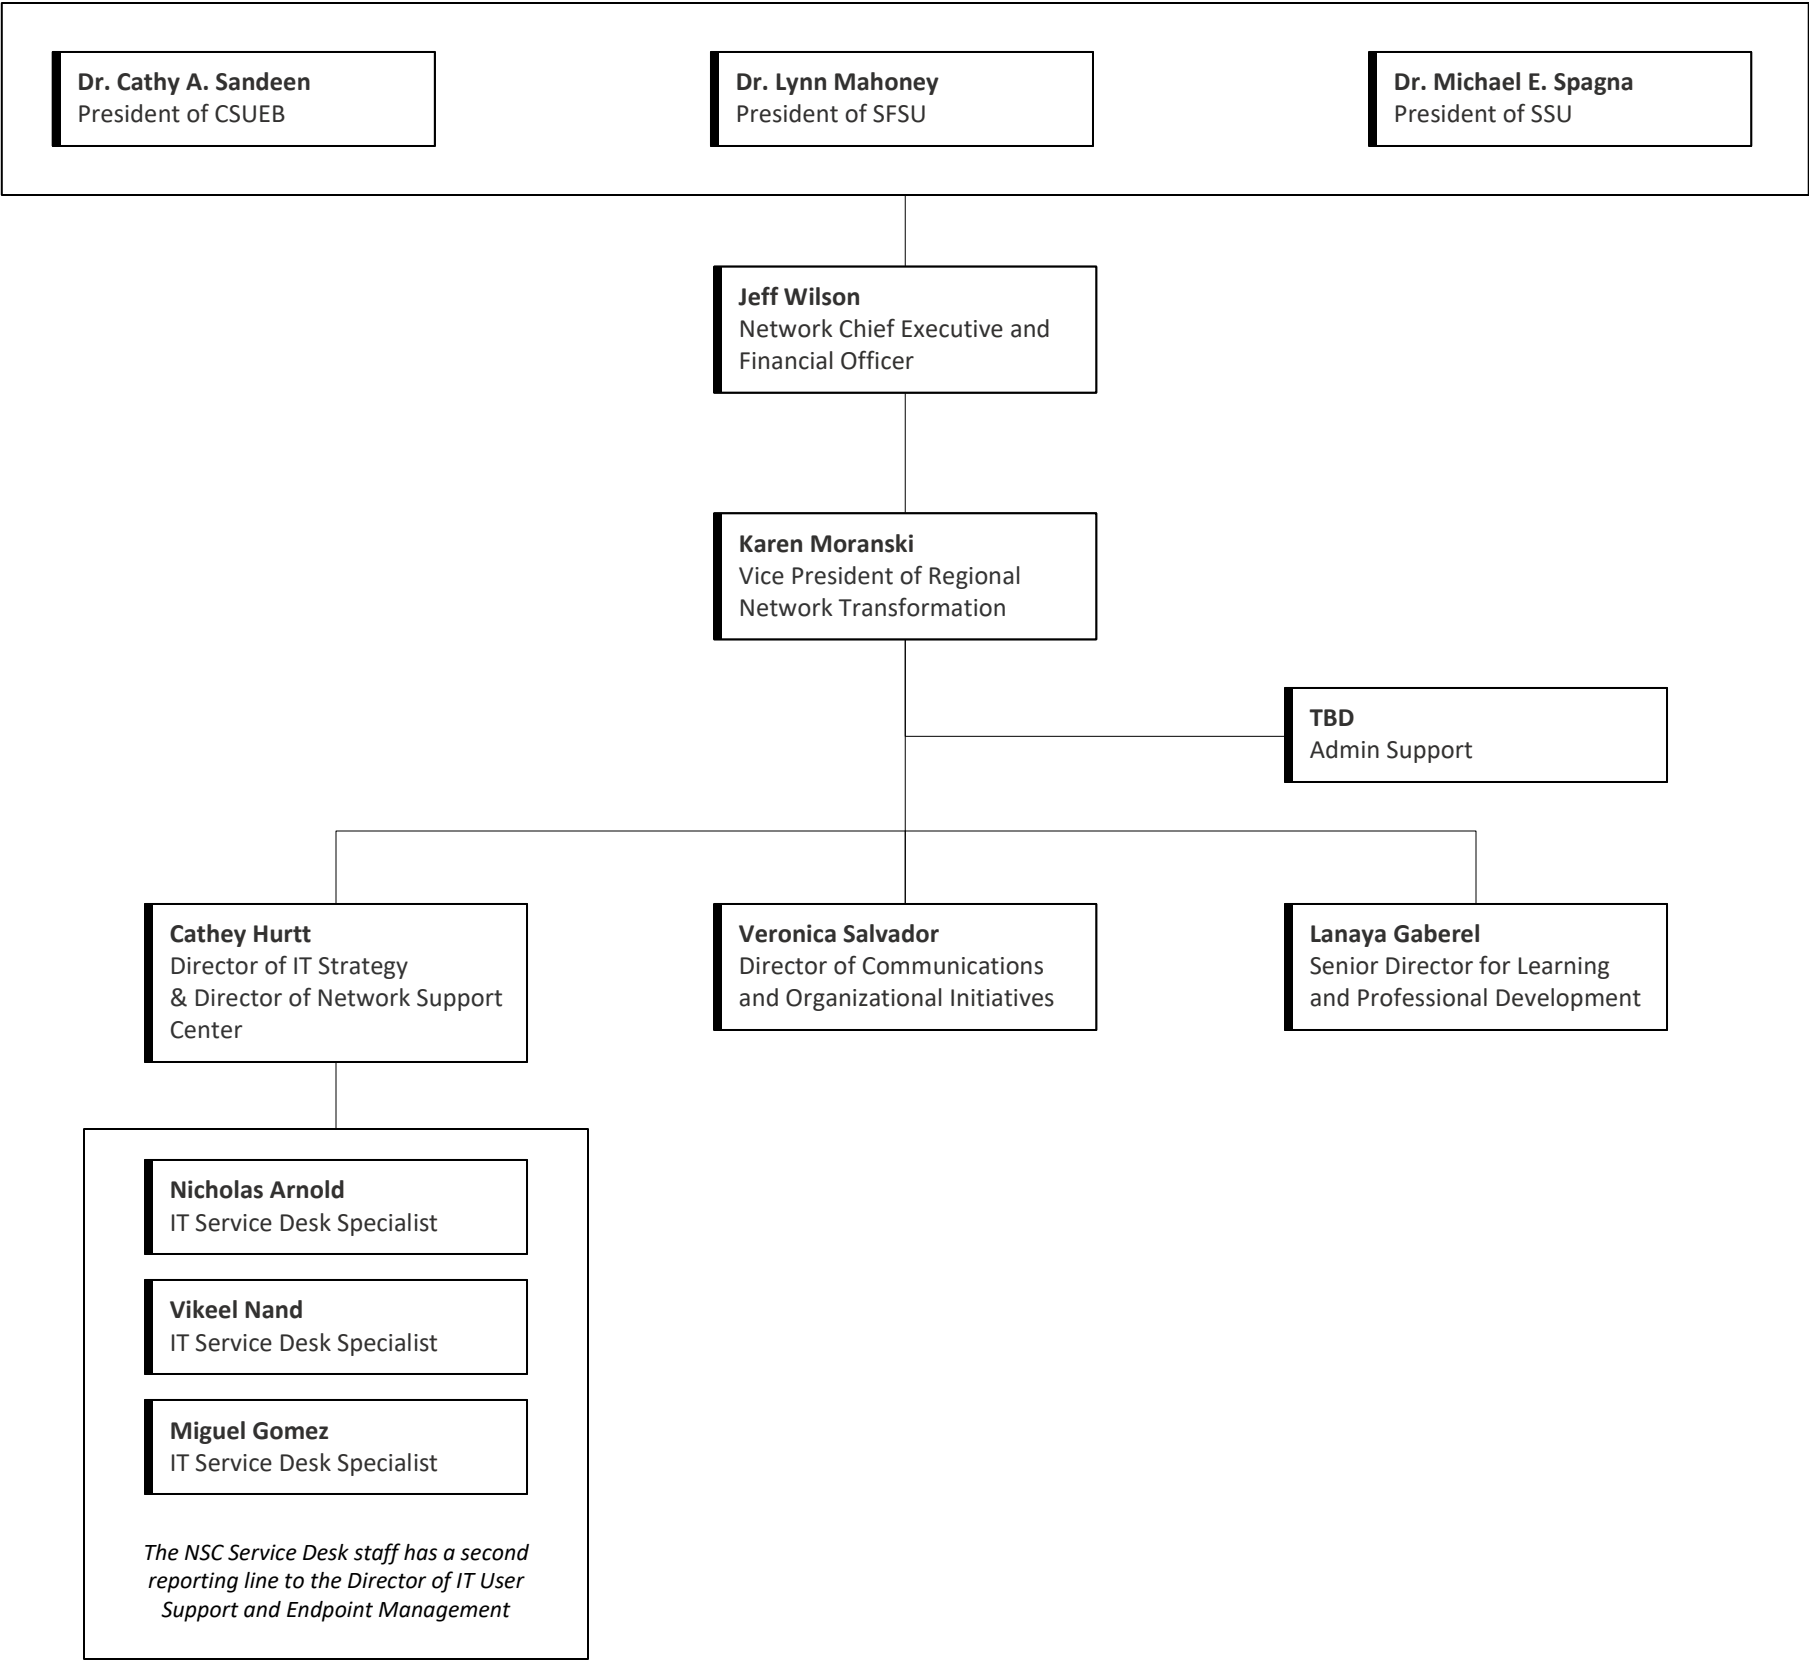 Dr. Cathy A. Sandeen
President of CSUEB
Dr. Lynn Mahoney
President of SFSU
Dr. Michael E. Spagna
President of SSU
Jeff Wilson
Network Chief Executive and
Financial Officer
Karen Moranski
Vice President of Regional
Network Transformation
TBD
Admin Support
Cathey Hurtt
Director of IT Strategy
& Director of Network Support
Center
Veronica Salvador
Director of Communications
and Organizational Initiatives
Lanaya Gaberel
Senior Director for Learning
and Professional Development
Nicholas Arnold
IT Service Desk Specialist
Vikeel Nand
IT Service Desk Specialist
Miguel Gomez
IT Service Desk Specialist
The NSC Service Desk staff has a second
reporting line to the Director of IT User
Support and Endpoint Management